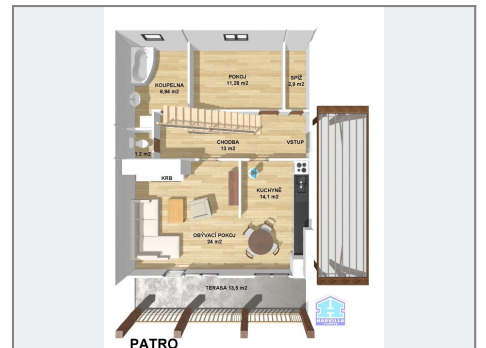 KOUPELNA
6,94 m2
POKOJ
11,28 m2
SPÍŽ
2,9 m2
CHODBA
13 m2
VSTUP
1,2 m2
KRB
KUCHYNĚ
14,1 m2
OBÝVACÍ POKOJ
24 m2
TERASA 13,5 m2
PATRO